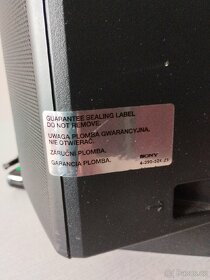 GUARANTEE SEALING LABEL
DO NOT REMOVE.
UWAGA PLOMBA GWARANCYJNA.
NIE OTWIERAĆ.
ZÁRUČNÍ PLOMBA.
GARANCIA PLOMBA.
SONY